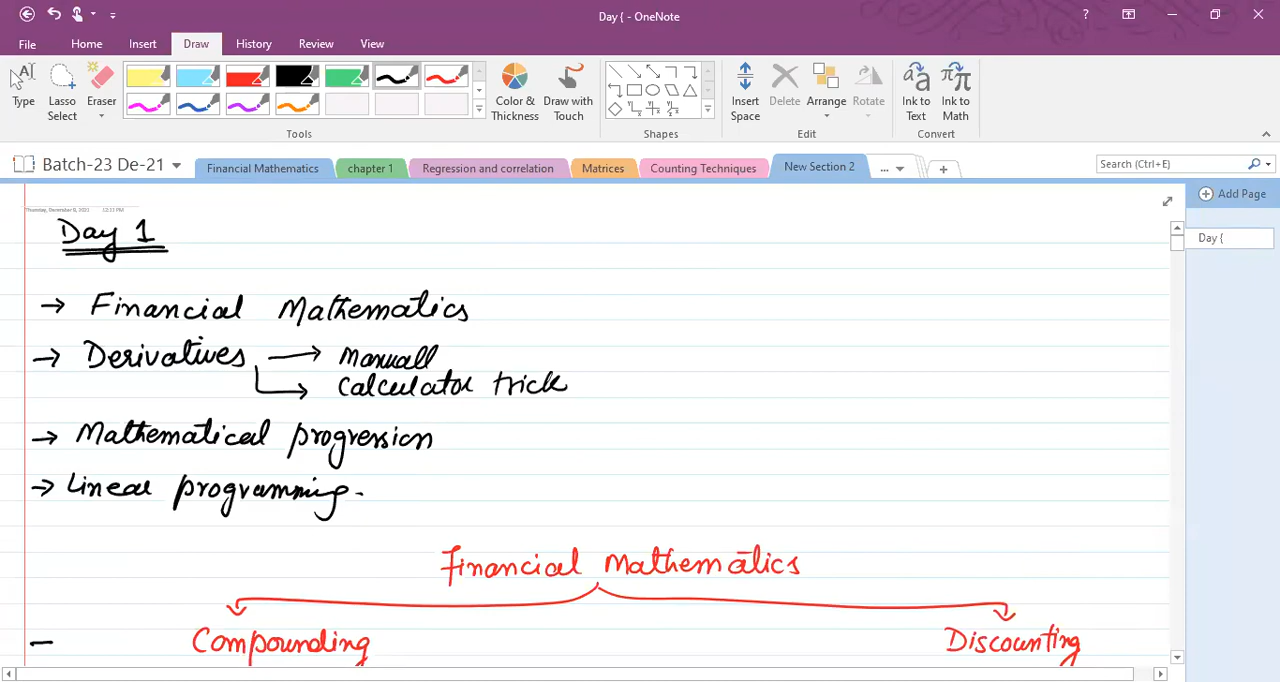 Day { - OneNote
?
File Home Insert Draw History Review View
Type Lasso Select Eraser Color & Thickness Draw with Touch Insert Space Delete Arrange Rotate Ink to Text Ink to Math
Tools Shapes Edit Convert
Batch-23 De-21 Financial Mathematics chapter 1 Regression and correlation Matrices Counting Techniques New Section 2 ... Search (Ctrl+E)
Add Page
Day {
Day 1
→ Financial Mathematics
→ Derivatives → Manuall
→ Calculator trick
→ Mathematical progression
→ Linear programming.
Financial Mathematics
Compounding Discounting